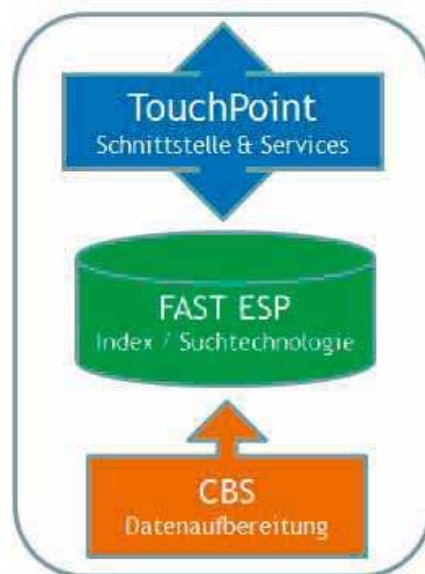 TouchPoint
Schnittstelle & Services
FAST ESP
Index / Suchtechnologie
CBS
Datenaufbereitung